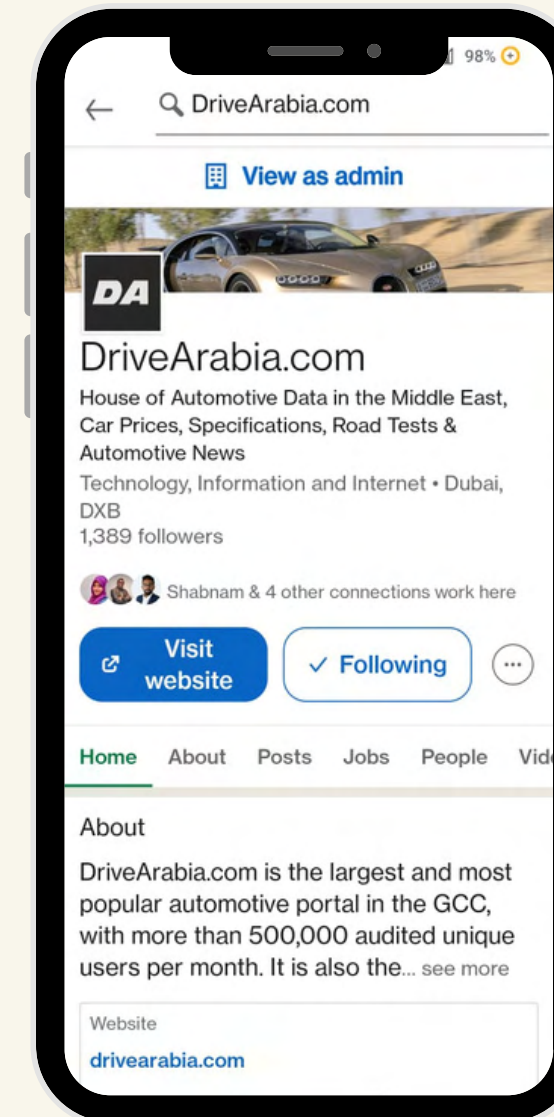 98%
DriveArabia.com
View as admin
DA
DriveArabia.com
House of Automotive Data in the Middle East,
Car Prices, Specifications, Road Tests &
Automotive News
Technology, Information and Internet • Dubai,
DXB
1,389 followers
Shabnam & 4 other connections work here
Visit
website
Following
Home About Posts Jobs People Vide
About
DriveArabia.com is the largest and most
popular automotive portal in the GCC,
with more than 500,000 audited unique
users per month. It is also the... see more
Website
drivearabia.com